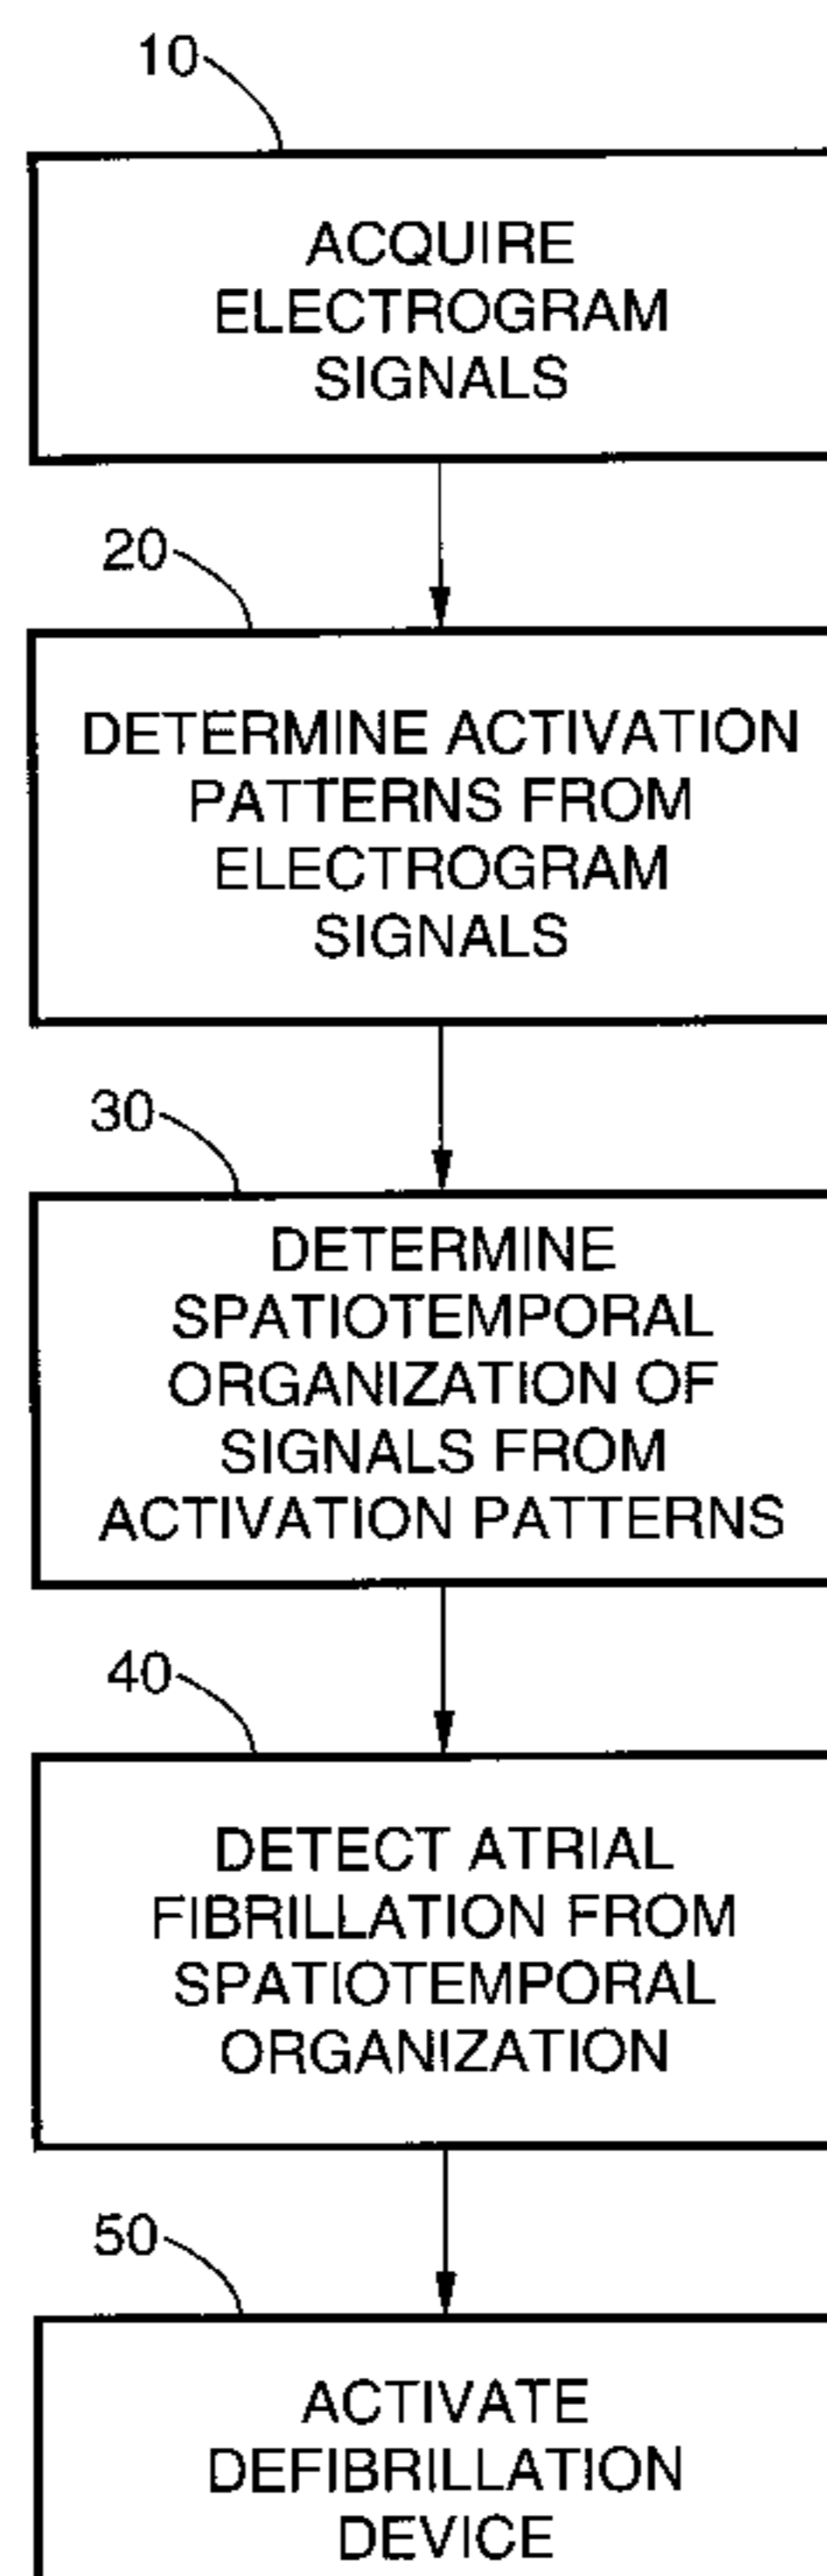 10
ACQUIRE
ELECTROGRAM
SIGNALS
20
DETERMINE ACTIVATION
PATTERNS FROM
ELECTROGRAM
SIGNALS
30
DETERMINE
SPATIOTEMPORAL
ORGANIZATION OF
SIGNALS FROM
ACTIVATION PATTERNS
40
DETECT ATRIAL
FIBRILLATION FROM
SPATIOTEMPORAL
ORGANIZATION
50
ACTIVATE
DEFIBRILLATION
DEVICE